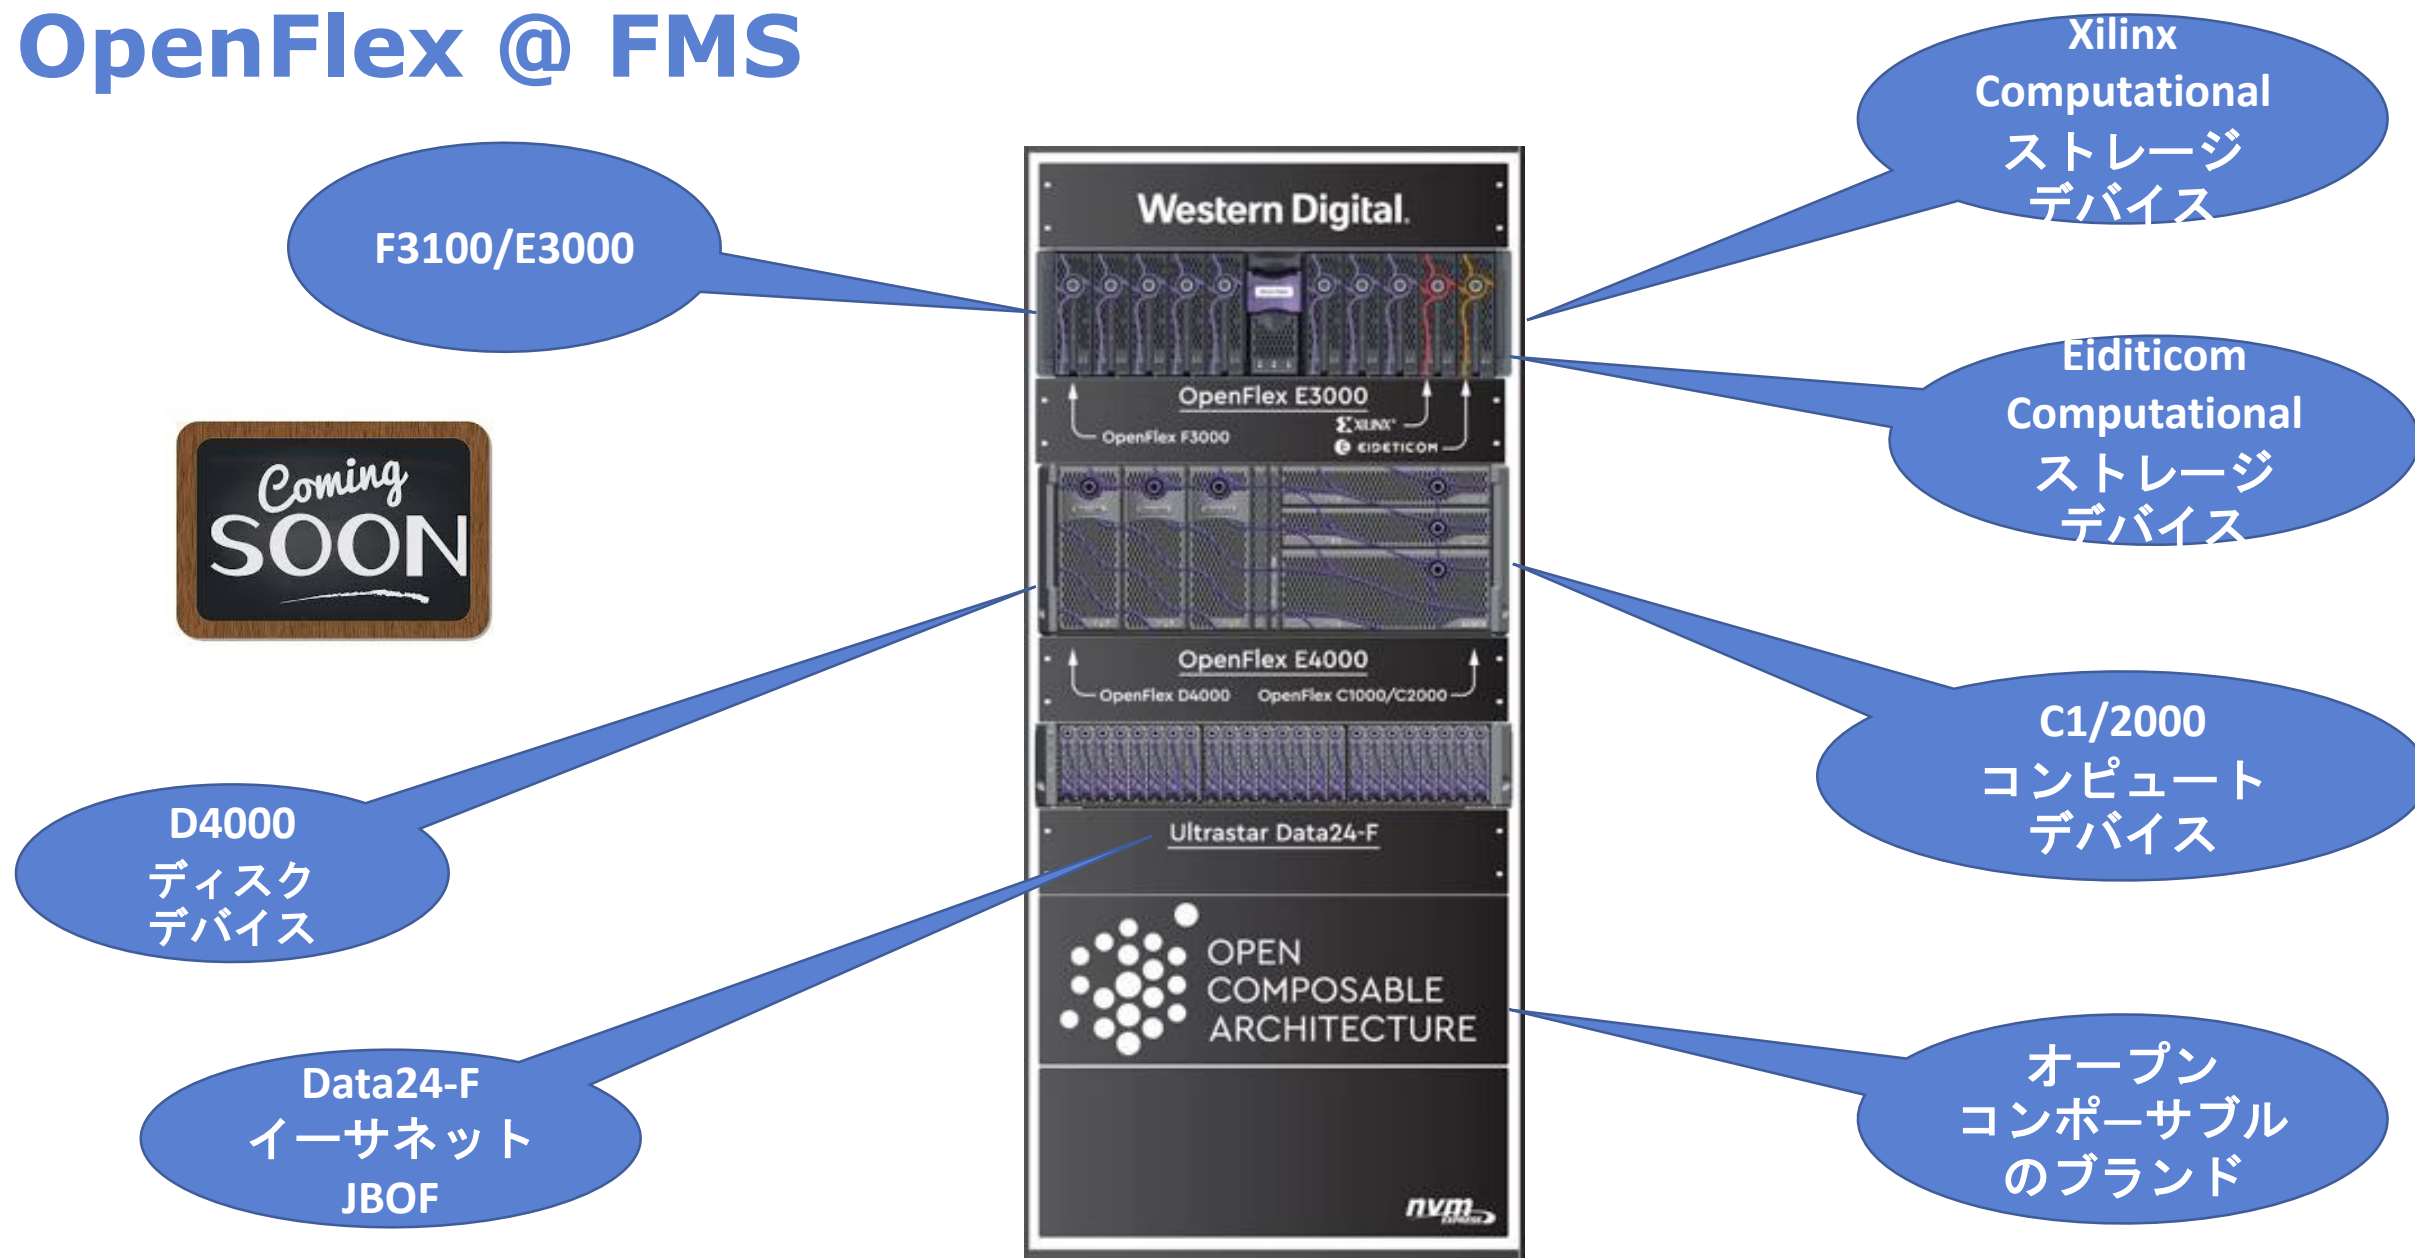 OpenFlex @ FMS
F3100/E3000
Coming
SOON
D4000
ディスク
デバイス
Data24-F
イーサネット
JBOF
Western Digital.
OpenFlex E3000
OpenFlex F3000
XILINX
EIDETICOM
OpenFlex E4000
OpenFlex D4000 OpenFlex C1000/C2000
Ultrastar Data24-F
OPEN
COMPOSABLE
ARCHITECTURE
nvm
EXPRESS
Xilinx
Computational
ストレージ
デバイス
Eiditicom
Computational
ストレージ
デバイス
C1/2000
コンピュート
デバイス
オープン
コンポーサブル
のブランド